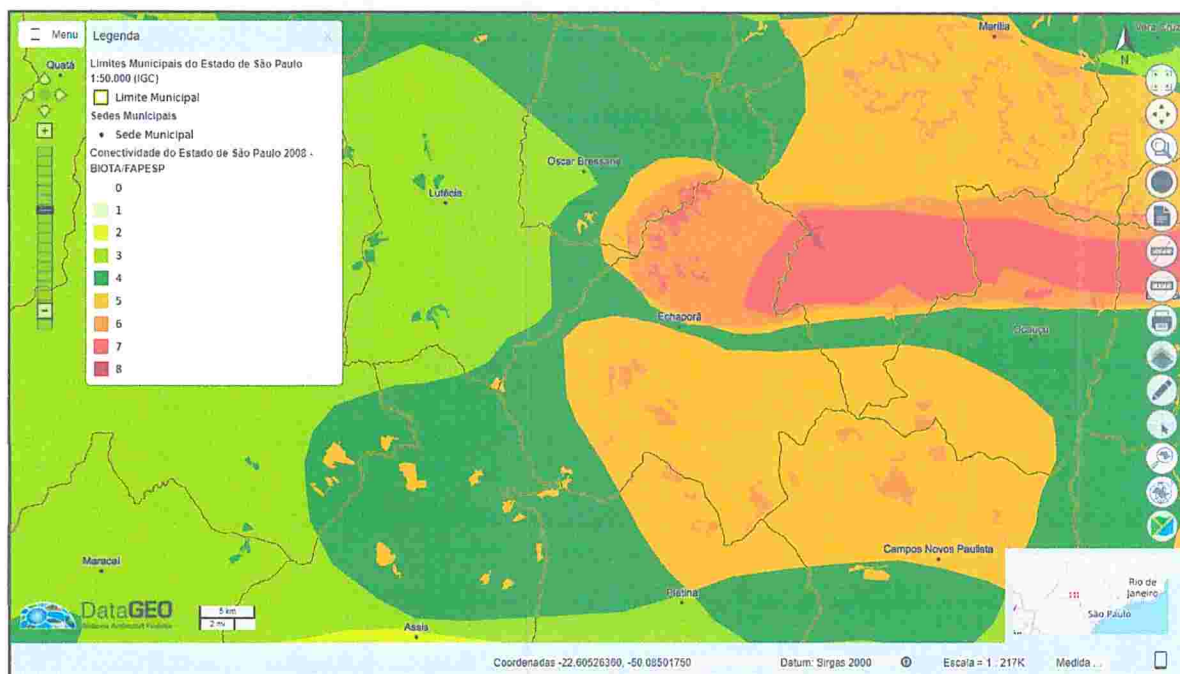 Menu
Legenda
Limites Municipais do Estado de São Paulo
1:50.000 (IGC)
Limite Municipal
Sedes Municipais
Sede Municipal
Conectividade do Estado de São Paulo 2008 -
BIOTA/FAPESP
0
1
2
3
4
5
6
7
8
Quatá
Marília
Vera Cruz
N
Oscar Bressane
Lutécia
Echaporã
Ocauçu
Campos Novos Paulista
Maracaí
Platina
Assis
DataGEO
5 km
2 mi
Rio de
Janeiro
São Paulo
Coordenadas -22.60526360, -50.08501750
Datum: Sirgas 2000
Escala = 1 : 217K
Medida ...